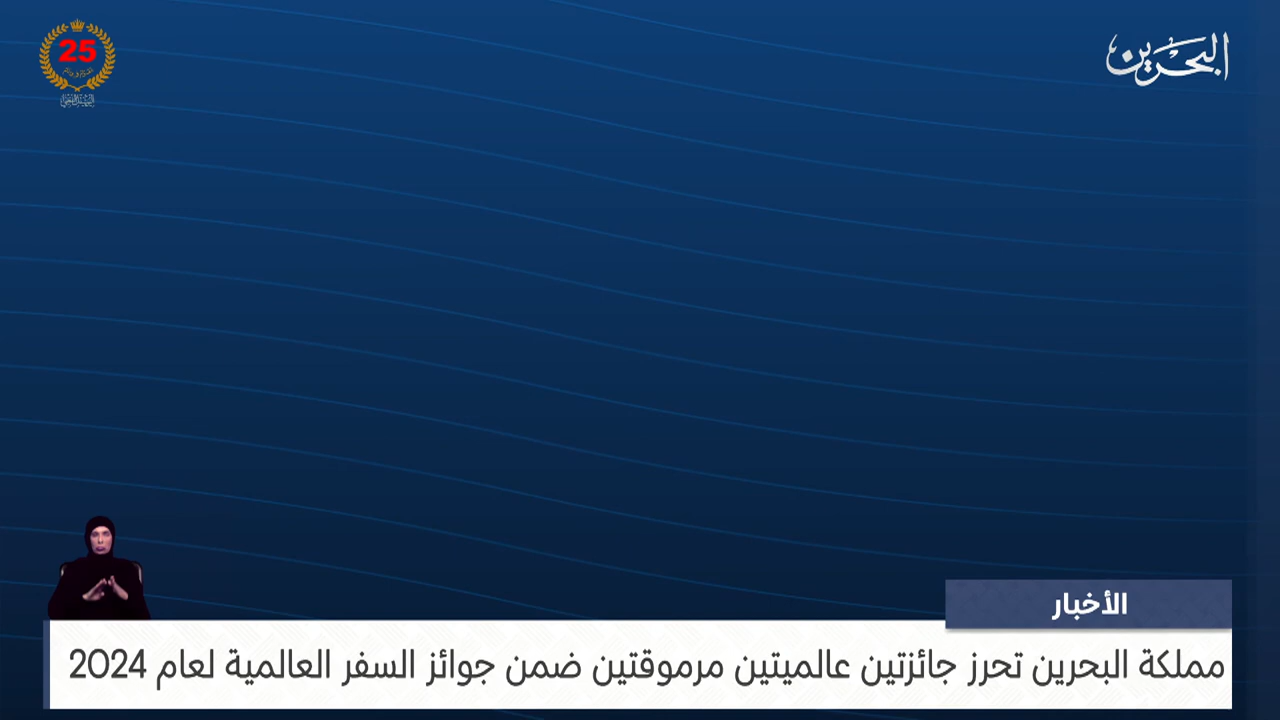 البحرين
25
الأخبار
مملكة البحرين تحرز جائزتين عالميتين مرموقتين ضمن جوائز السفر العالمية لعام 2024